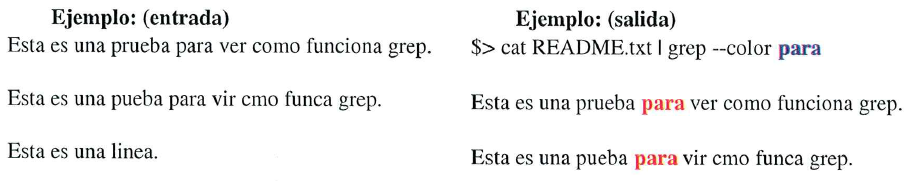 Ejemplo: (entrada)
Esta es una prueba para ver como funciona grep.
Esta es una pueba para vir cmo funca grep.
Esta es una linea.
Ejemplo: (salida)
$> cat README.txt | grep --color para
Esta es una prueba para ver como funciona grep.
Esta es una pueba para vir cmo funca grep.